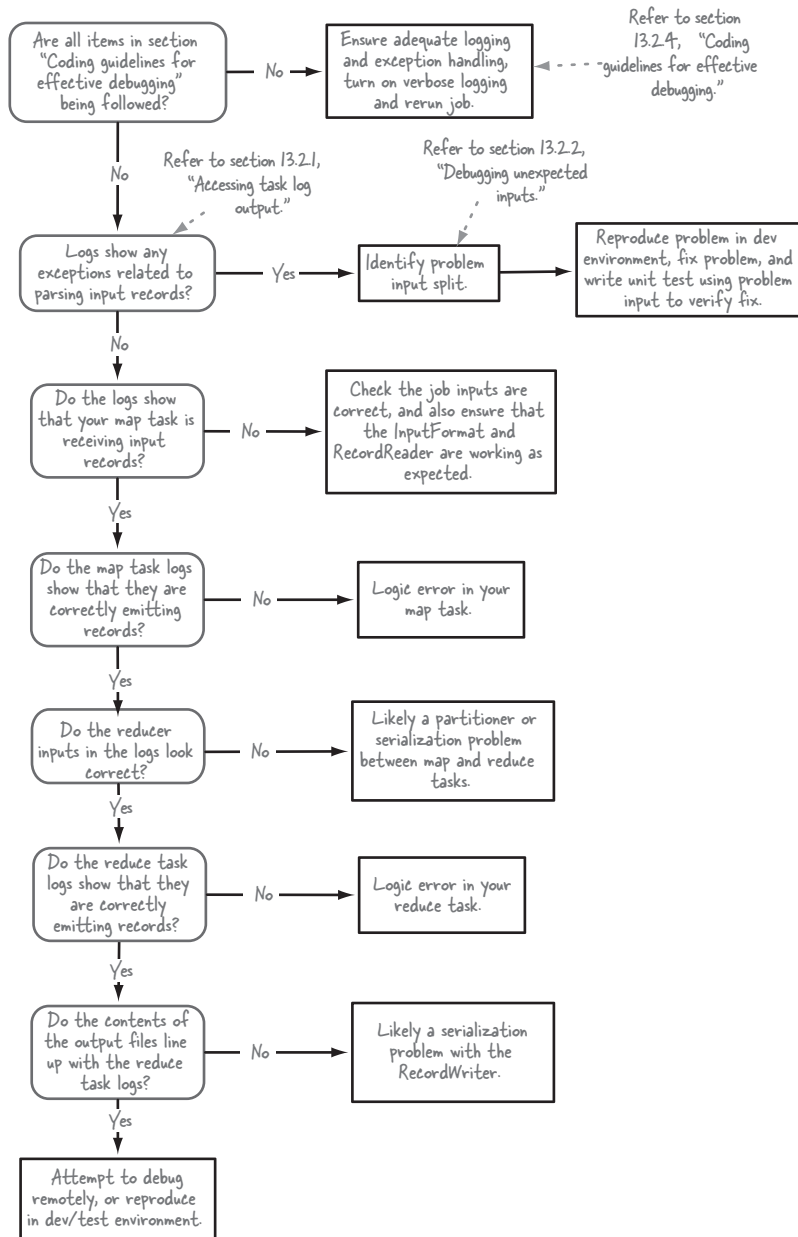 Are all items in section
“Coding guidelines for
effective debugging”
being followed?
No
Ensure adequate logging
and exception handling,
turn on verbose logging
and rerun job.
Refer to section
13.2.4, “Coding
guidelines for effective
debugging.”
No
Refer to section 13.2.1,
“Accessing task log
output.”
Refer to section 13.2.2,
“Debugging unexpected
inputs.”
Logs show any
exceptions related to
parsing input records?
Yes
Identify problem
input split.
Reproduce problem in dev
environment, fix problem, and
write unit test using problem
input to verify fix.
No
Do the logs show
that your map task is
receiving input
records?
No
Check the job inputs are
correct, and also ensure that
the InputFormat and
RecordReader are working as
expected.
Yes
Do the map task logs
show that they are
correctly emitting
records?
No
Logic error in your
map task.
Yes
Do the reducer
inputs in the logs look
correct?
No
Likely a partitioner or
serialization problem
between map and reduce
tasks.
Yes
Do the reduce task
logs show that they
are correctly
emitting records?
No
Logic error in your
reduce task.
Yes
Do the contents of
the output files line
up with the reduce
task logs?
No
Likely a serialization
problem with the
RecordWriter.
Yes
Attempt to debug
remotely, or reproduce
in dev/test environment.